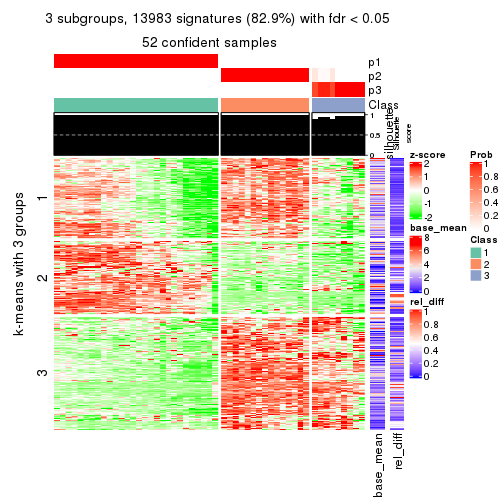 3 subgroups, 13983 signatures (82.9%) with fdr < 0.05
52 confident samples
p1
p2
p3
Class
silhouette
Silhouette
score
1
0.5
0
k-means with 3 groups
1
2
3
base_mean
rel_diff
z-score
2
1
0
-1
-2
base_mean
8
6
4
2
0
rel_diff
1
0.8
0.6
0.4
0.2
0
Prob
1
0.8
0.6
0.4
0.2
0
Class
1
2
3